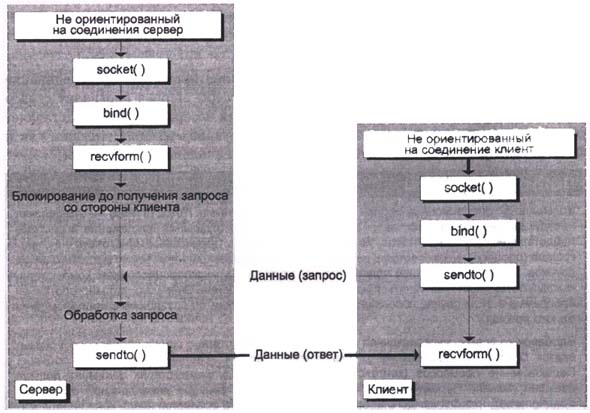 Не ориентированный
на соединения сервер
socket( )
bind( )
recvform( )
Блокирование до получения запроса
со стороны клиента
Обработка запроса
sendto( )
Сервер
Данные (запрос)
Данные (ответ)
Не ориентированный
на соединение клиент
socket( )
bind( )
sendto( )
recvform( )
Клиент